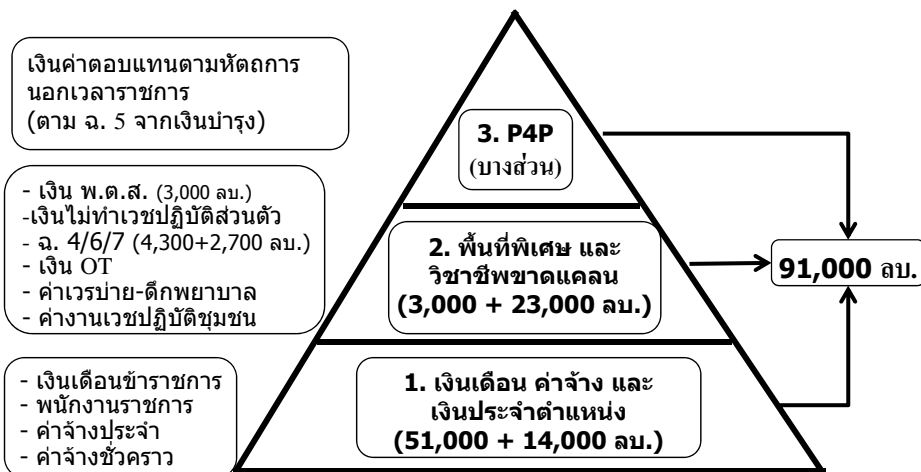 เงินค่าตอบแทนตามหัตถการ
นอกเวลาราชการ
(ตาม ฉ. 5 จากเงินบำรุง)
3. P4P
(บางส่วน)
- เงิน พ.ต.ส. (3,000 ลบ.)
-เงินไม่ทำเวชปฏิบัติส่วนตัว
- ฉ. 4/6/7 (4,300+2,700 ลบ.)
- เงิน OT
- ค่าเวรบ่าย-ดึกพยาบาล
- ค่างานเวชปฏิบัติชุมชน
2. พื้นที่พิเศษ และ
วิชาชีพขาดแคลน
(3,000 + 23,000 ลบ.)
91,000 ลบ.
- เงินเดือนข้าราชการ
- พนักงานราชการ
- ค่าจ้างประจำ
- ค่าจ้างชั่วคราว
1. เงินเดือน ค่าจ้าง และ
เงินประจำตำแหน่ง
(51,000 + 14,000 ลบ.)